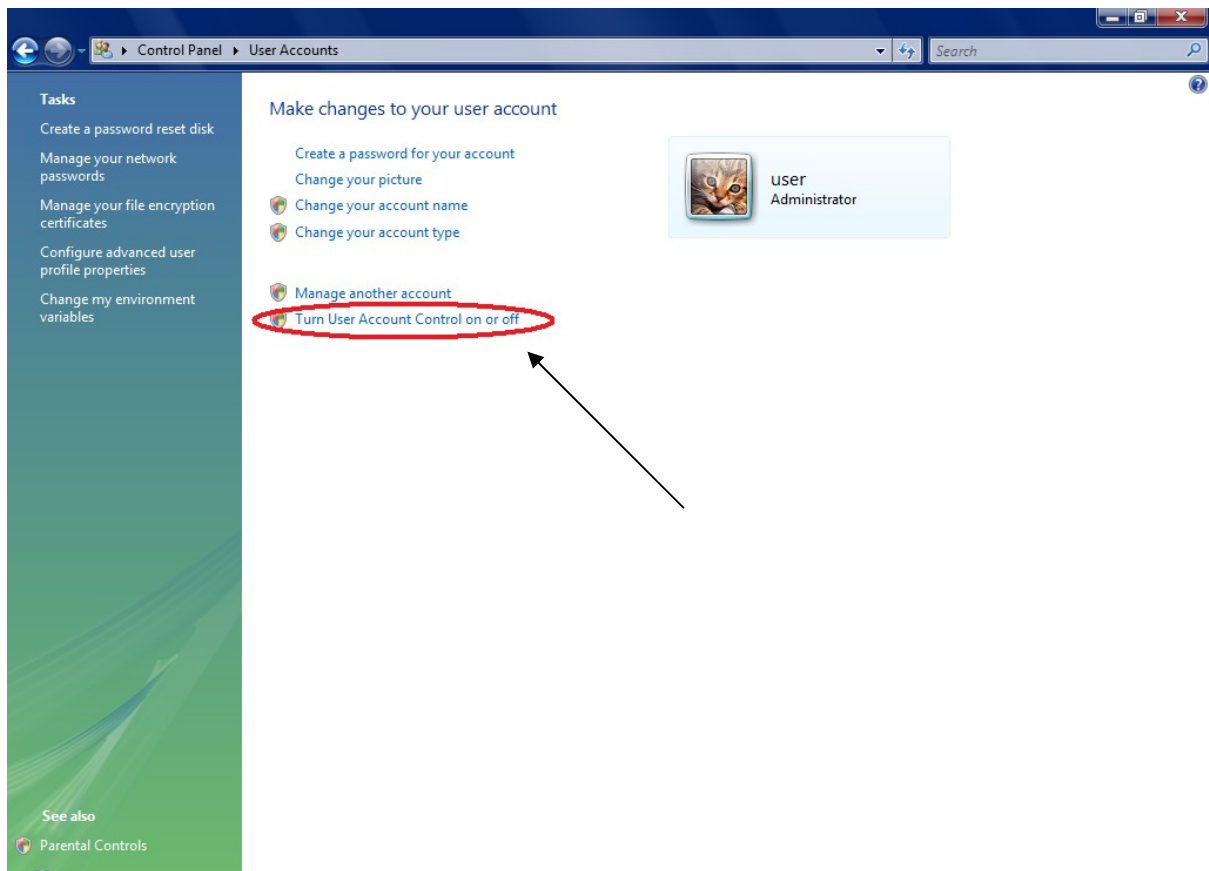 Control Panel
User Accounts
Search
Tasks
Create a password reset disk
Manage your network
passwords
Manage your file encryption
certificates
Configure advanced user
profile properties
Change my environment
variables
See also
Parental Controls
Make changes to your user account
Create a password for your account
Change your picture
Change your account name
Change your account type
Manage another account
Turn User Account Control on or off
user
Administrator